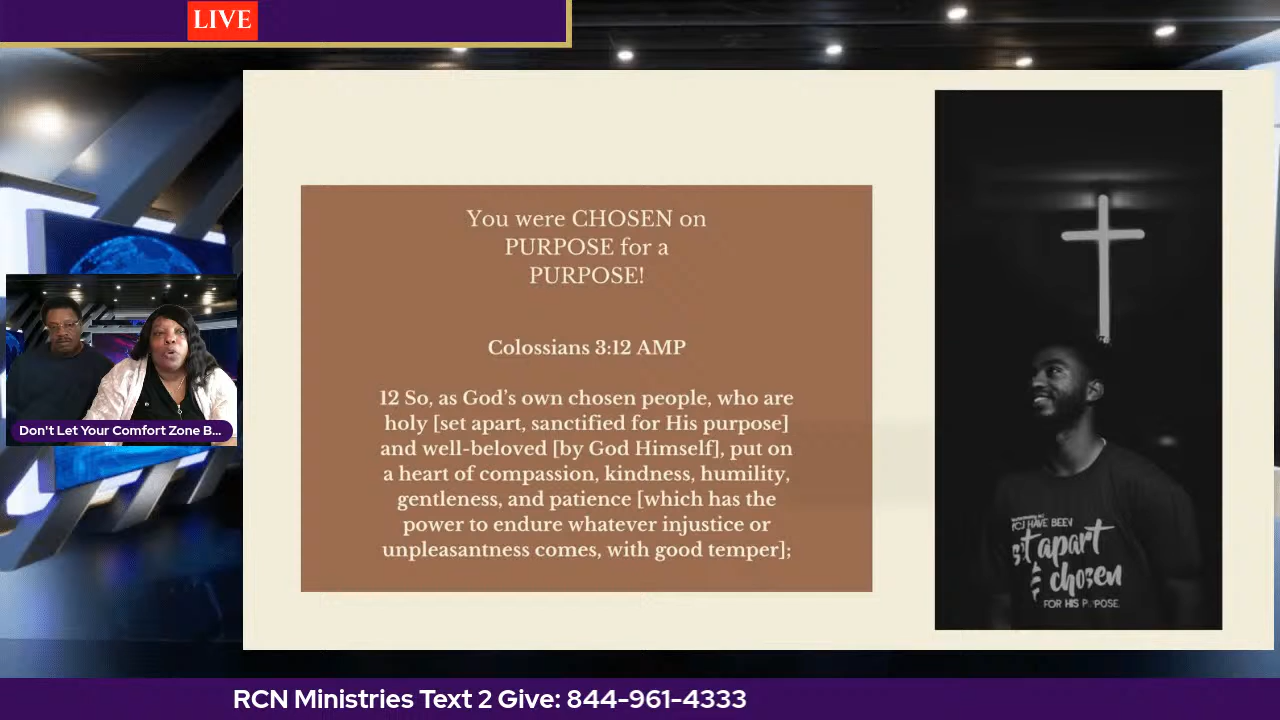 LIVE
You were CHOSEN on
PURPOSE for a
PURPOSE!
Colossians 3:12 AMP
12 So, as God’s own chosen people, who are
holy [set apart, sanctified for His purpose]
and well-beloved [by God Himself], put on
a heart of compassion, kindness, humility,
gentleness, and patience [which has the
power to endure whatever injustice or
unpleasantness comes, with good temper];
HAVE BEEN
apart
chosen
FOR HIS
Don't Let Your Comfort Zone B...
RCN Ministries Text 2 Give: 844-961-4333